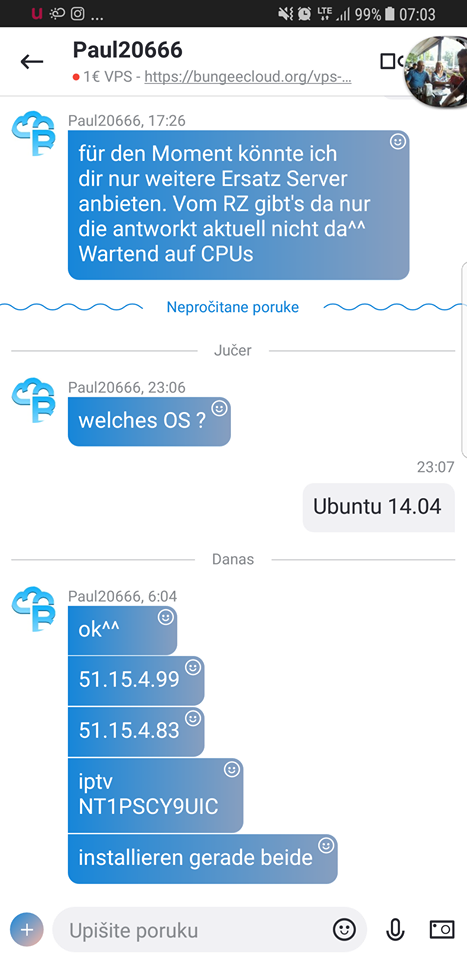 LTE 99% 07:03
Paul20666
1€ VPS - https://bungeecloud.org/vps-...
Paul20666, 17:26
für den Moment könnte ich
dir nur weitere Ersatz Server
anbieten. Vom RZ gibt's da nur
die antwortk aktuell nicht da^^
Wartend auf CPUs
Nepročitane poruke
Jučer
Paul20666, 23:06
welches OS ?
23:07
Ubuntu 14.04
Danas
Paul20666, 6:04
ok^^
51.15.4.99
51.15.4.83
iptv
NT1PSCY9UIC
installieren gerade beide
Upišite poruku